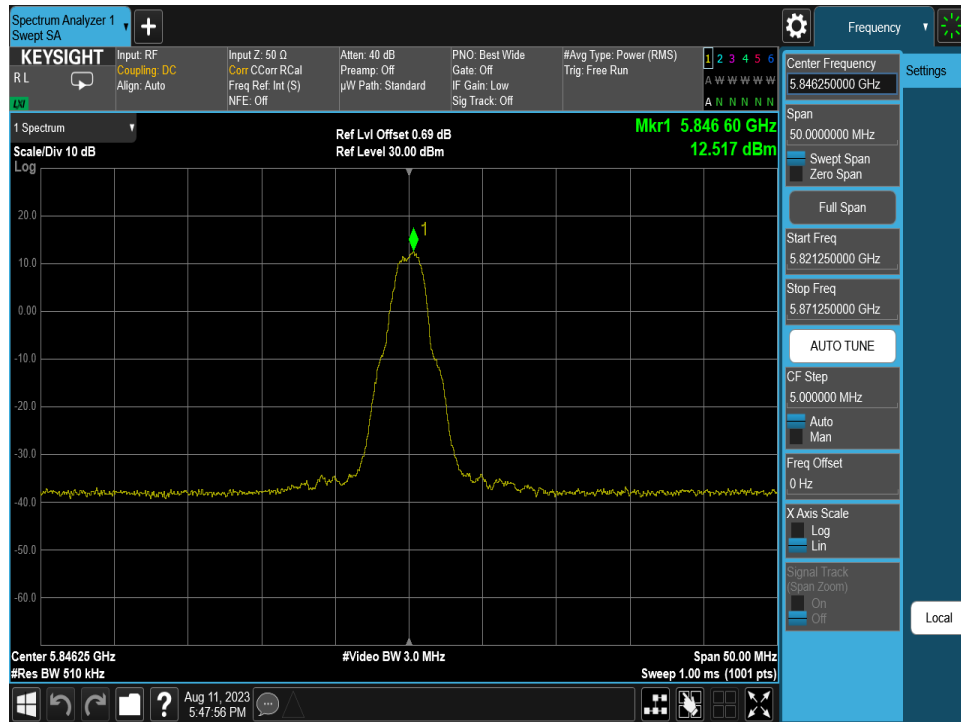 Spectrum Analyzer 1
Swept SA
Frequency
KEYSIGHT
R L
LXI
Input: RF
Coupling: DC
Align: Auto
Input Z: 50 Ω
Corr CCorr RCal
Freq Ref: Int (S)
NFE: Off
Atten: 40 dB
Preamp: Off
µW Path: Standard
PNO: Best Wide
Gate: Off
IF Gain: Low
Sig Track: Off
#Avg Type: Power (RMS)
Trig: Free Run
1 2 3 4 5 6
A W W W W W
A N N N N N
1 Spectrum
Scale/Div 10 dB
Log
Ref Lvl Offset 0.69 dB
Ref Level 30.00 dBm
Mkr1 5.846 60 GHz
12.517 dBm
1
20.0
10.0
0.00
-10.0
-20.0
-30.0
-40.0
-50.0
-60.0
Center 5.84625 GHz
#Res BW 510 kHz
#Video BW 3.0 MHz
Span 50.00 MHz
Sweep 1.00 ms (1001 pts)
Center Frequency
5.846250000 GHz
Span
50.0000000 MHz
Swept Span
Zero Span
Full Span
Start Freq
5.821250000 GHz
Stop Freq
5.871250000 GHz
AUTO TUNE
CF Step
5.000000 MHz
Auto
Man
Freq Offset
0 Hz
X Axis Scale
Log
Lin
Signal Track
(Span Zoom)
On
Off
Settings
Local
?
Aug 11, 2023
5:47:56 PM